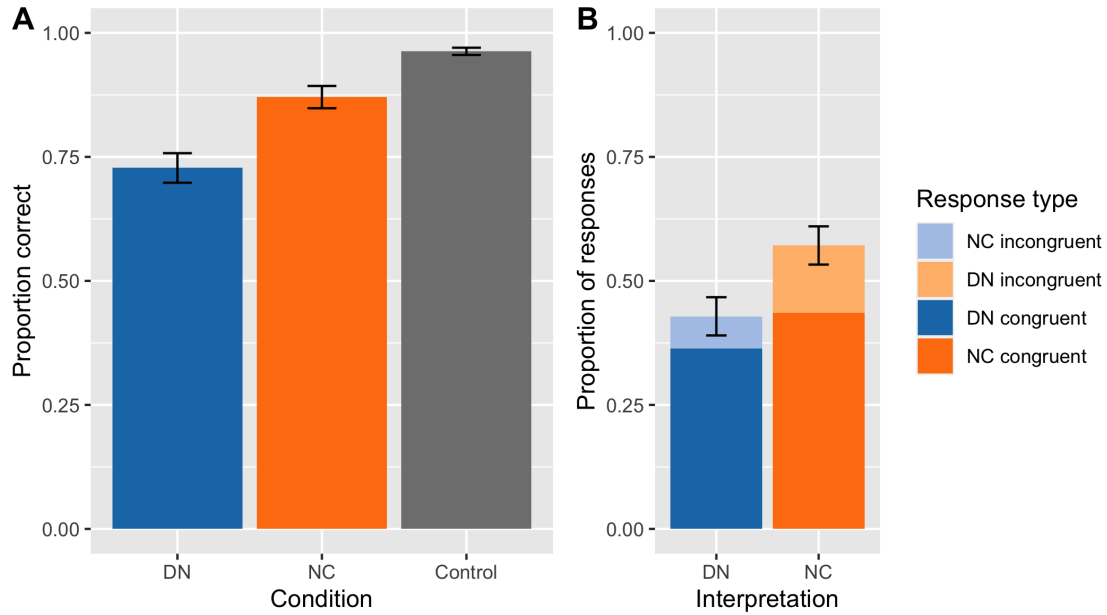 A
Proportion correct
1.00
0.75
0.50
0.25
0.00
DN
NC
Control
Condition
B
Proportion of responses
1.00
0.75
0.50
0.25
0.00
DN
NC
Interpretation
Response type
NC incongruent
DN incongruent
DN congruent
NC congruent